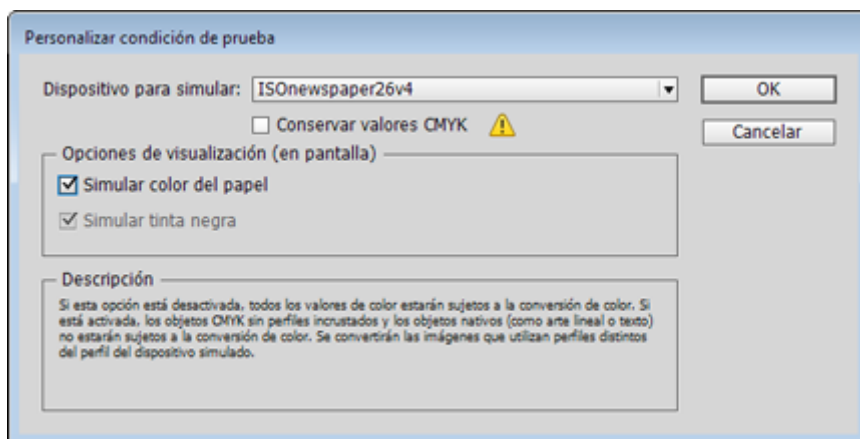 Personalizar condición de prueba
Dispositivo para simular: ISOnewspaper26v4
OK
Conservar valores CMYK
Cancelar
Opciones de visualización (en pantalla)
Simular color del papel
Simular tinta negra
Descripción
Si esta opción está desactivada, todos los valores de color estarán sujetos a la conversión de color. Si
está activada, los objetos CMYK sin perfiles incrustados y los objetos nativos (como arte lineal o texto)
no estarán sujetos a la conversión de color. Se convertirán las imágenes que utilizan perfiles distintos
del perfil del dispositivo simulado.